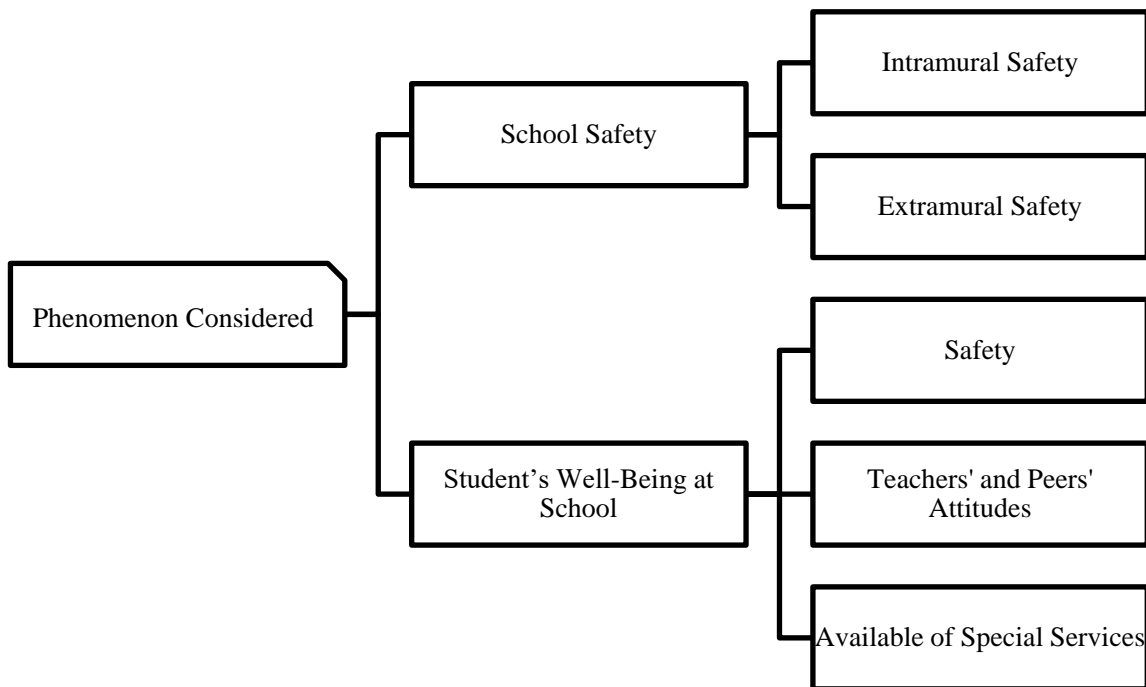 Intramural Safety
School Safety
Extramural Safety
Phenomenon Considered
Safety
Student’s Well-Being at
School
Teachers' and Peers'
Attitudes
Available of Special Services